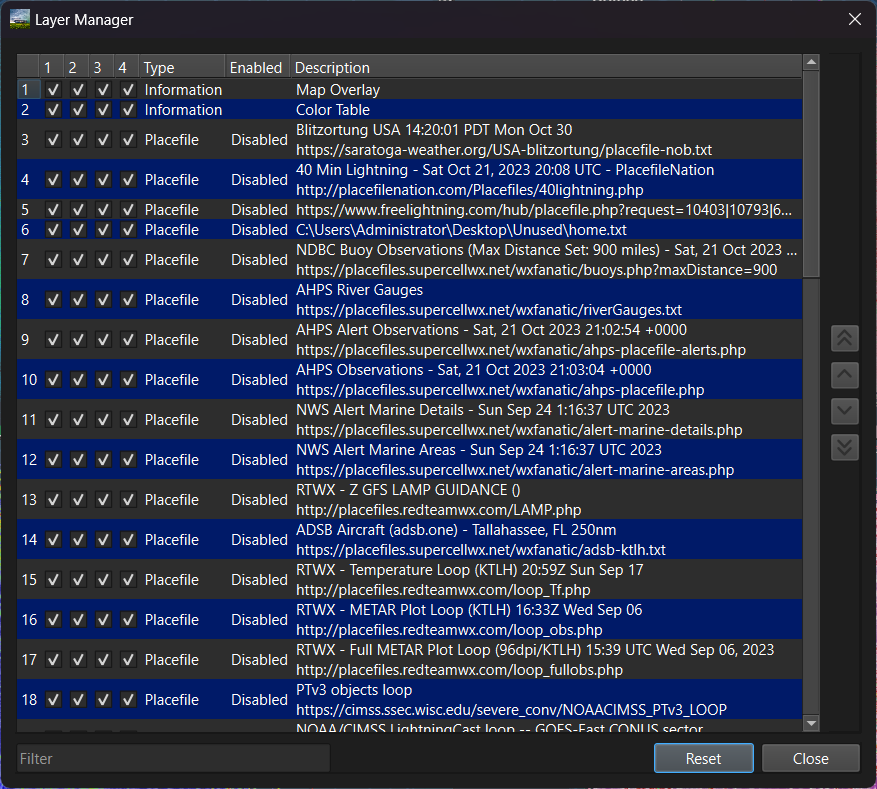 Layer Manager
1 2 3 4 Type Enabled Description
1 Information Map Overlay
2 Information Color Table
3 Placefile Disabled Blitzortung USA 14:20:01 PDT Mon Oct 30
https://saratoga-weather.org/USA-blitzortung/placefile-nob.txt
4 Placefile Disabled 40 Min Lightning - Sat Oct 21, 2023 20:08 UTC - PlacefileNation
http://placefilenation.com/Placefiles/40lightning.php
5 Placefile Disabled https://www.freelightning.com/hub/placefile.php?request=10403|10793|6...
6 Placefile Disabled C:\Users\Administrator\Desktop\Unused\home.txt
7 Placefile Disabled NDBC Buoy Observations (Max Distance Set: 900 miles) - Sat, 21 Oct 2023 ...
https://placefiles.supercellwx.net/wxfanatic/buoys.php?maxDistance=900
8 Placefile Disabled AHPS River Gauges
https://placefiles.supercellwx.net/wxfanatic/riverGauges.txt
9 Placefile Disabled AHPS Alert Observations - Sat, 21 Oct 2023 21:02:54 +0000
https://placefiles.supercellwx.net/wxfanatic/ahps-placefile-alerts.php
10 Placefile Disabled AHPS Observations - Sat, 21 Oct 2023 21:03:04 +0000
https://placefiles.supercellwx.net/wxfanatic/ahps-placefile.php
11 Placefile Disabled NWS Alert Marine Details - Sun Sep 24 1:16:37 UTC 2023
https://placefiles.supercellwx.net/wxfanatic/alert-marine-details.php
12 Placefile Disabled NWS Alert Marine Areas - Sun Sep 24 1:16:37 UTC 2023
https://placefiles.supercellwx.net/wxfanatic/alert-marine-areas.php
13 Placefile Disabled RTWX - Z GFS LAMP GUIDANCE ()
http://placefiles.redteamwx.com/LAMP.php
14 Placefile Disabled ADSB Aircraft (adsb.one) - Tallahassee, FL 250nm
https://placefiles.supercellwx.net/wxfanatic/adsb-ktlh.txt
15 Placefile Disabled RTWX - Temperature Loop (KTLH) 20:59Z Sun Sep 17
http://placefiles.redteamwx.com/loop_Tf.php
16 Placefile Disabled RTWX - METAR Plot Loop (KTLH) 16:33Z Wed Sep 06
http://placefiles.redteamwx.com/loop_obs.php
17 Placefile Disabled RTWX - Full METAR Plot Loop (96dpi/KTLH) 15:39 UTC Wed Sep 06, 2023
http://placefiles.redteamwx.com/loop_fullobs.php
18 Placefile Disabled PTv3 objects loop
https://cimss.ssec.wisc.edu/severe_conv/NOAACIMSS_PTv3_LOOP
NOAA/CIMSS LightningCast loop -- GOES-East CONUS sector
Filter Reset Close